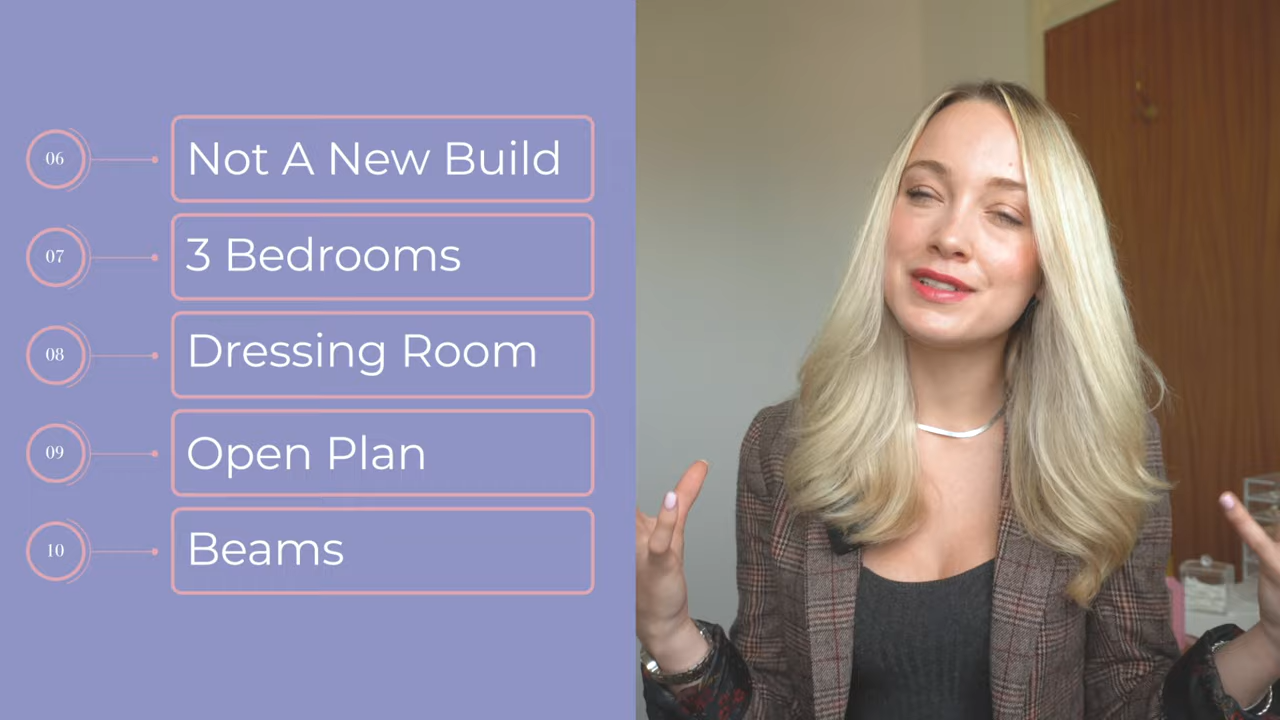 06
Not A New Build
07
3 Bedrooms
08
Dressing Room
09
Open Plan
10
Beams